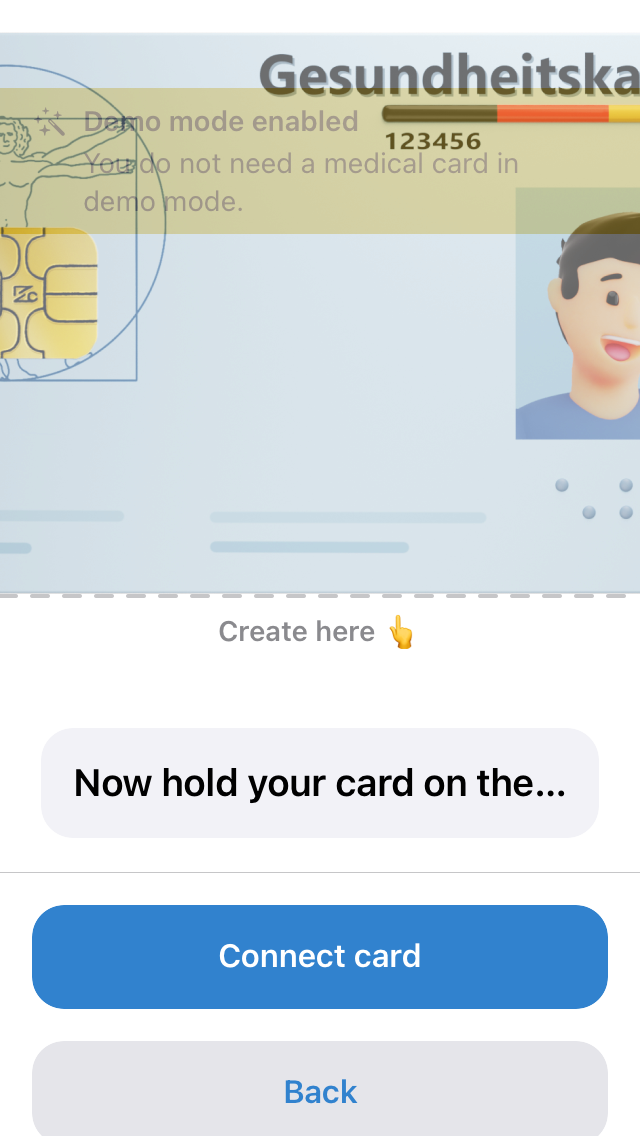 Gesundheitska
Demo mode enabled
123456
You do not need a medical card in
demo mode.
Create here 👆
Now hold your card on the...
Connect card
Back